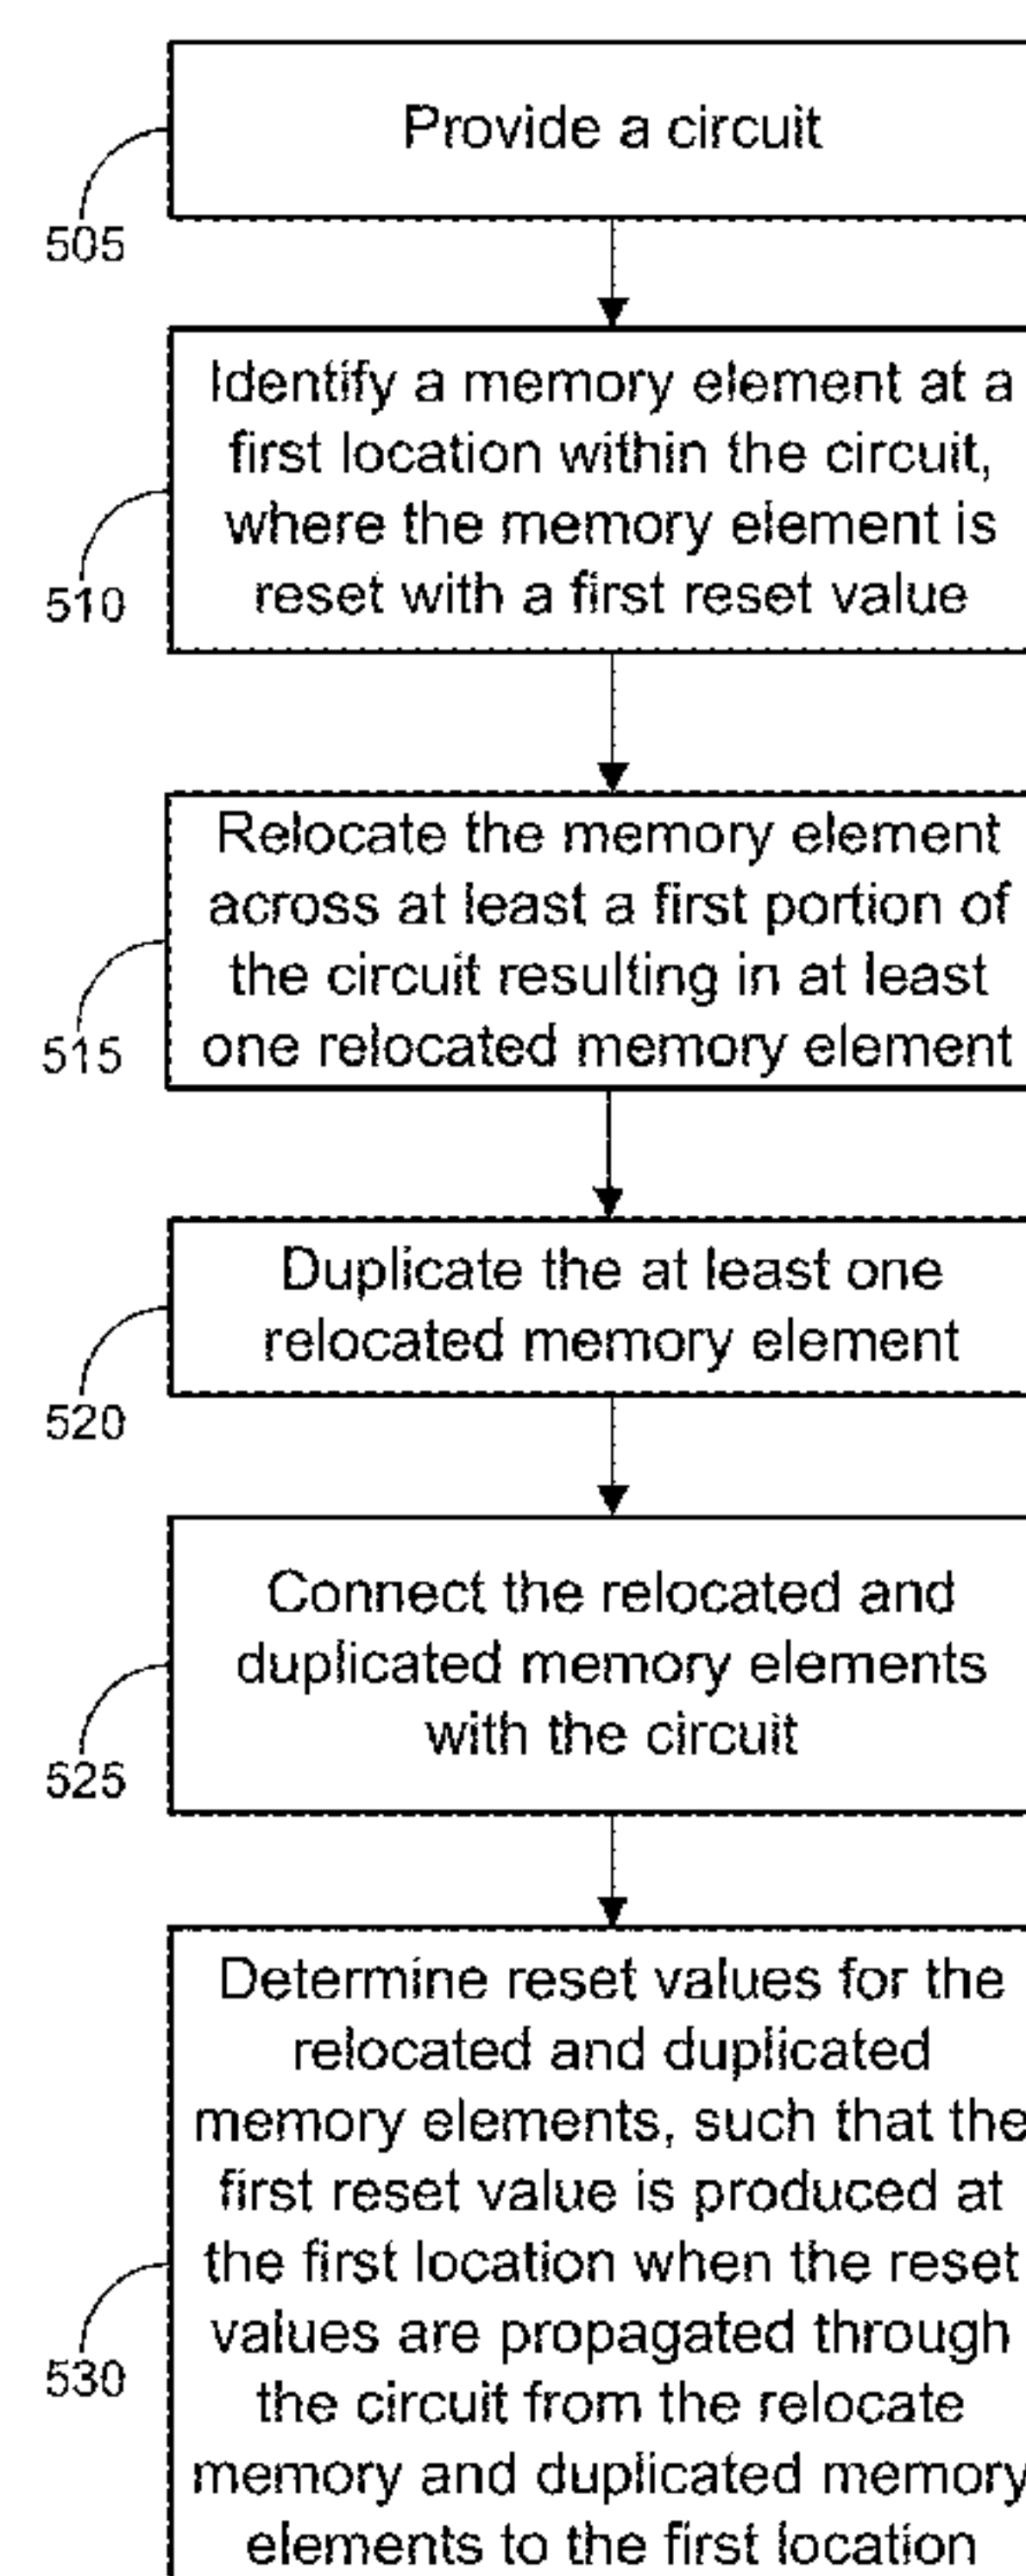 Provide a circuit
505
Identify a memory element at a
first location within the circuit,
where the memory element is
reset with a first reset value
510
Relocate the memory element
across at least a first portion of
the circuit resulting in at least
one relocated memory element
515
Duplicate the at least one
relocated memory element
520
Connect the relocated and
duplicated memory elements
with the circuit
525
Determine reset values for the
relocated and duplicated
memory elements, such that the
first reset value is produced at
the first location when the reset
values are propagated through
the circuit from the relocate
memory and duplicated memory
elements to the first location
530